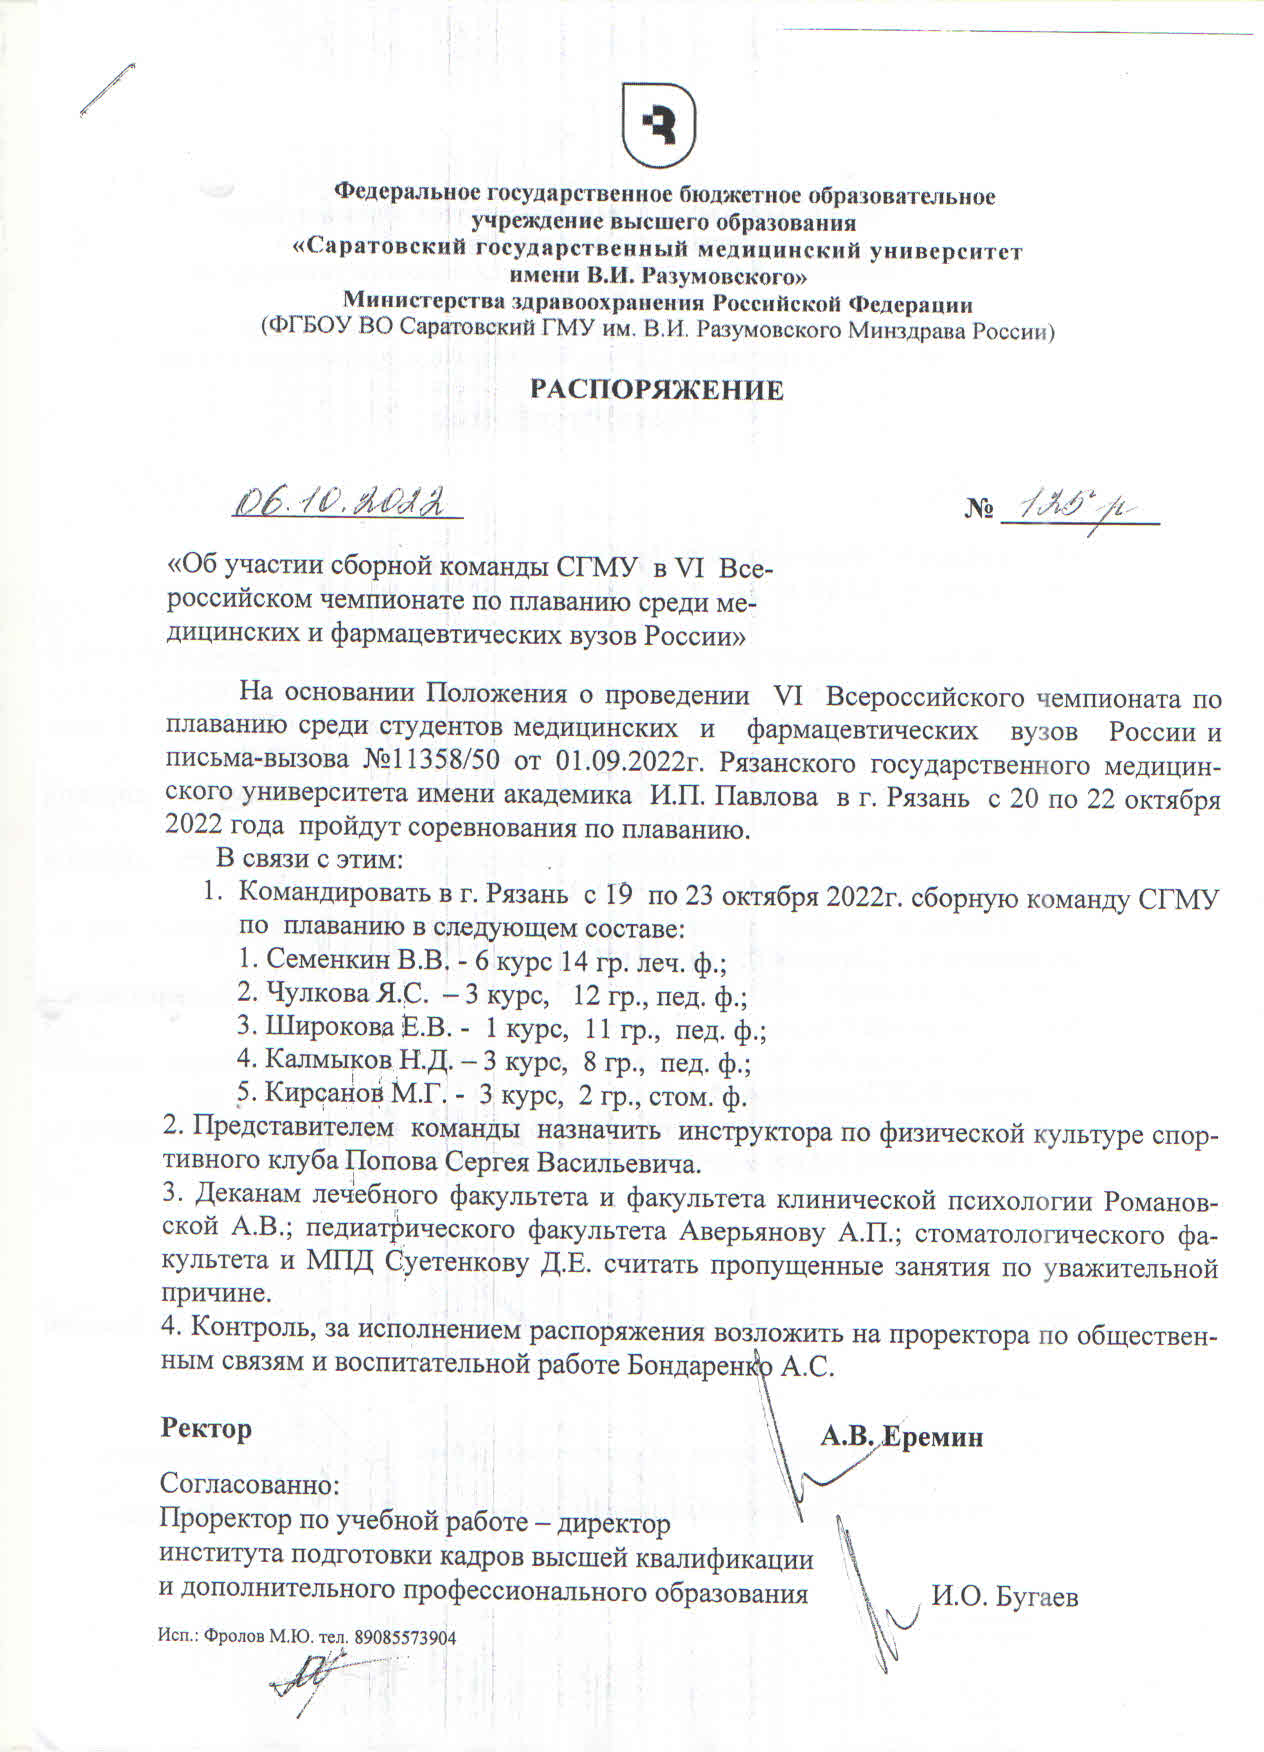 Федеральное государственное бюджетное образовательное
учреждение высшего образования
«Саратовский государственный медицинский университет
имени В.И. Разумовского»
Министерства здравоохранения Российской Федерации
(ФГБОУ ВО Саратовский ГМУ им. В.И. Разумовского Минздрава России)
РАСПОРЯЖЕНИЕ
06.10.2022 № 125 р
«Об участии сборной команды СГМУ в VI Все-
российском чемпионате по плаванию среди ме-
дицинских и фармацевтических вузов России»
На основании Положения о проведении VI Всероссийского чемпионата по
плаванию среди студентов медицинских и фармацевтических вузов России и
письма-вызова №11358/50 от 01.09.2022г. Рязанского государственного медицин-
ского университета имени академика И.П. Павлова в г. Рязань с 20 по 22 октября
2022 года пройдут соревнования по плаванию.
В связи с этим:
1. Командировать в г. Рязань с 19 по 23 октября 2022г. сборную команду СГМУ
по плаванию в следующем составе:
1. Семенкин В.В. - 6 курс 14 гр. леч. ф.;
2. Чулкова Я.С. – 3 курс, 12 гр., пед. ф.;
3. Широкова Е.В. - 1 курс, 11 гр., пед. ф.;
4. Калмыков Н.Д. – 3 курс, 8 гр., пед. ф.;
5. Кирсанов М.Г. - 3 курс, 2 гр., стом. ф.
2. Представителем команды назначить инструктора по физической культуре спор-
тивного клуба Попова Сергея Васильевича.
3. Деканам лечебного факультета и факультета клинической психологии Романов-
ской А.В.; педиатрического факультета Аверьянову А.П.; стоматологического фа-
культета и МПД Суетенкову Д.Е. считать пропущенные занятия по уважительной
причине.
4. Контроль, за исполнением распоряжения возложить на проректора по обществен-
ным связям и воспитательной работе Бондаренко А.С.
Ректор А.В. Еремин
Согласованно:
Проректор по учебной работе – директор
института подготовки кадров высшей квалификации
и дополнительного профессионального образования И.О. Бугаев
Исп.: Фролов М.Ю. тел. 89085573904